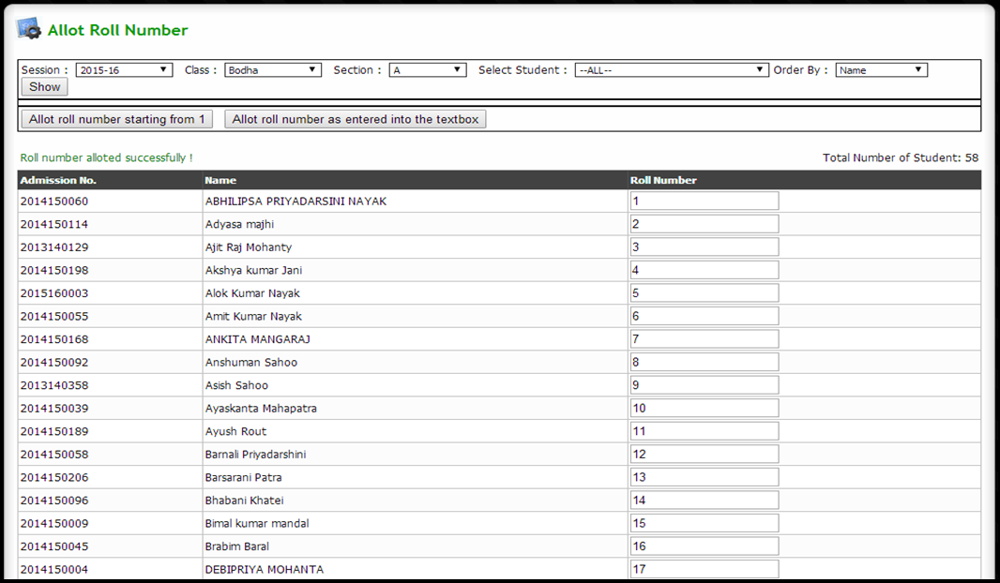 Allot Roll Number
Session : 2015-16 Class : Bodha Section : A Select Student : --ALL-- Order By : Name
Show
Allot roll number starting from 1 Allot roll number as entered into the textbox
Roll number alloted successfully ! Total Number of Student: 58
Admission No. Name Roll Number
2014150060 ABHILIPSA PRIYADARSINI NAYAK 1
2014150114 Adyasa majhi 2
2013140129 Ajit Raj Mohanty 3
2014150198 Akshya kumar Jani 4
2015160003 Alok Kumar Nayak 5
2014150055 Amit Kumar Nayak 6
2014150168 ANKITA MANGARAJ 7
2014150092 Anshuman Sahoo 8
2013140358 Asish Sahoo 9
2014150039 Ayaskanta Mahapatra 10
2014150189 Ayush Rout 11
2014150058 Barnali Priyadarshini 12
2014150206 Barsarani Patra 13
2014150096 Bhabani Khatei 14
2014150009 Bimal kumar mandal 15
2014150045 Brabim Baral 16
2014150004 DEBIPRIYA MOHANTA 17